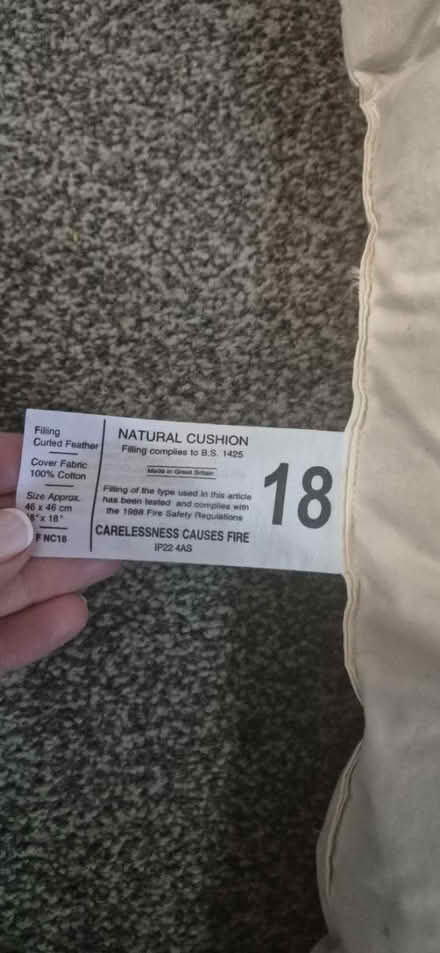 Filling
Curled Feather
Cover Fabric
100% Cotton
Size Approx.
46 x 46 cm
x 18"
F NC18
NATURAL CUSHION
Filling complies to B.S. 1425
Made in Great Britain
Filling of the type used in this article
has been tested and complies with
the 1988 Fire Safety Regulations
CARELESSNESS CAUSES FIRE
IP22 4AS
18